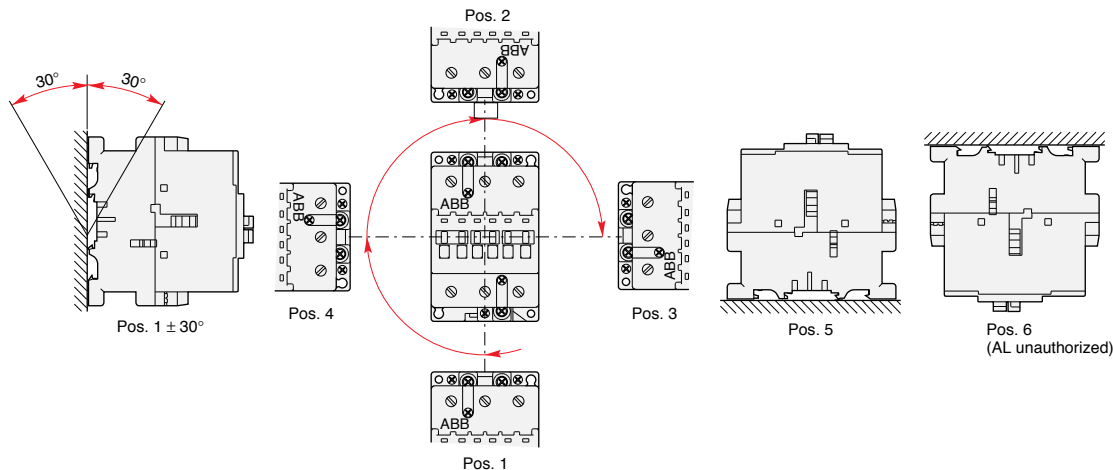 Pos. 2
30°
30°
ABB
ABB
ABB
ABB
Pos. 4
Pos. 3
Pos. 1 ± 30°
Pos. 5
Pos. 6
(AL unauthorized)
ABB
Pos. 1